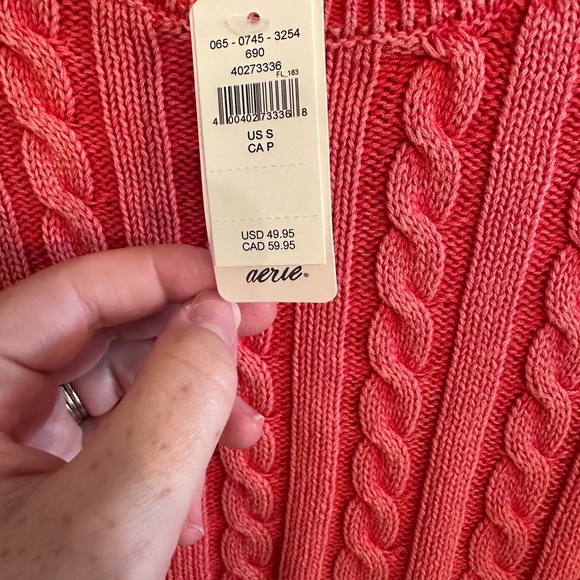 065 - 0745 - 3254
690
40273336
FL_183
4 00402 73336 8
US S
CA P
USD 49.95
CAD 59.95
aerie®